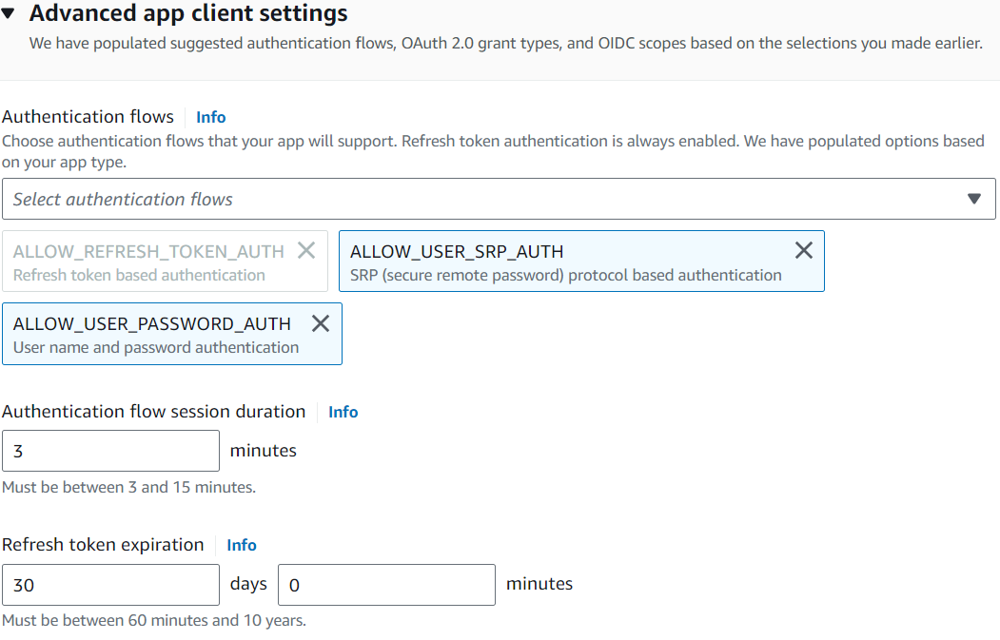 Advanced app client settings
We have populated suggested authentication flows, OAuth 2.0 grant types, and OIDC scopes based on the selections you made earlier.
Authentication flows Info
Choose authentication flows that your app will support. Refresh token authentication is always enabled. We have populated options based
on your app type.
Select authentication flows
ALLOW_REFRESH_TOKEN_AUTH
Refresh token based authentication
ALLOW_USER_SRP_AUTH
SRP (secure remote password) protocol based authentication
ALLOW_USER_PASSWORD_AUTH
User name and password authentication
Authentication flow session duration Info
3 minutes
Must be between 3 and 15 minutes.
Refresh token expiration Info
30 days 0 minutes
Must be between 60 minutes and 10 years.